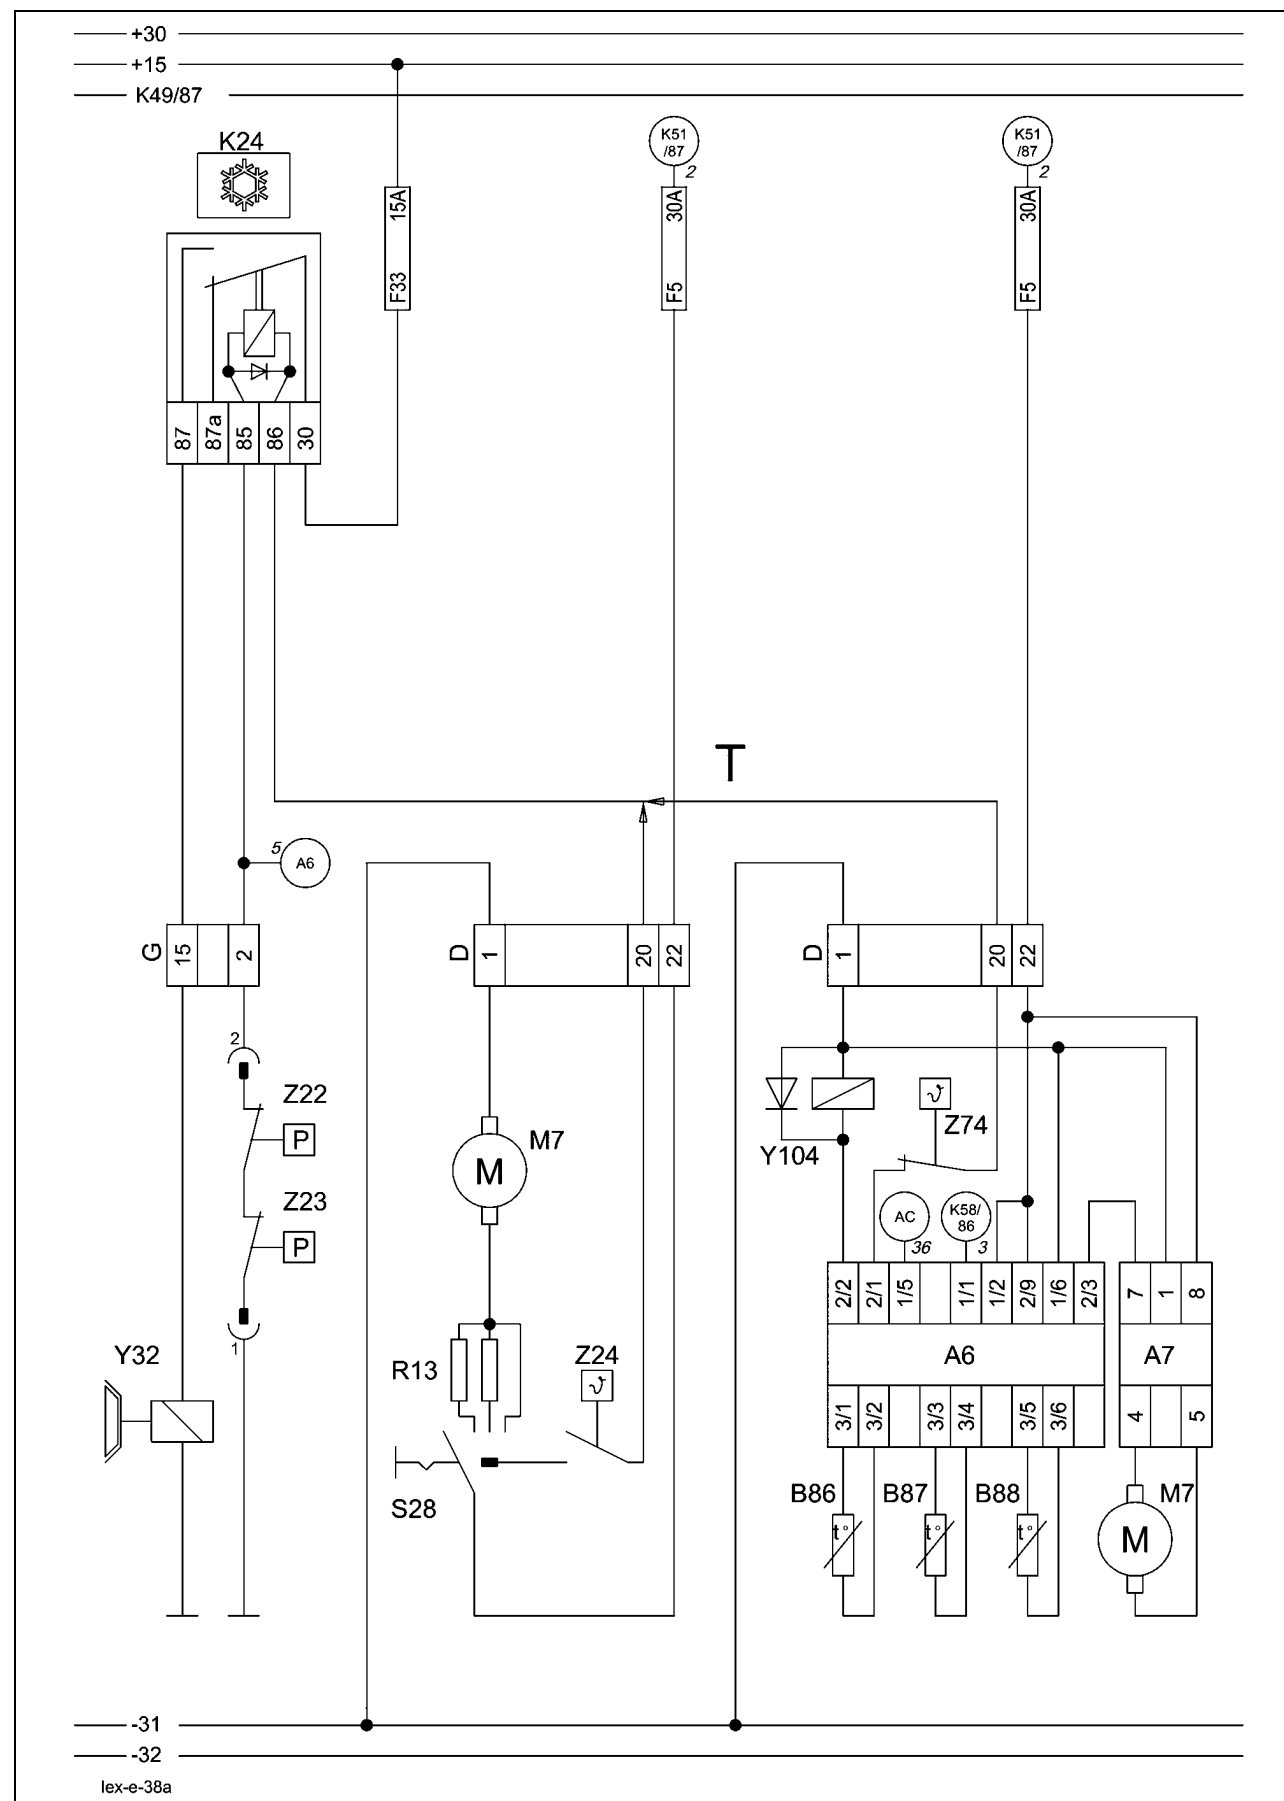 +30
+15
K49/87
K24
K51
/87
2
K51
/87
2
15A
F33
30A
F5
30A
F5
87
87a
85
86
30
T
5
A6
G
15
2
D
1
20
22
D
1
20
22
2
Z22
P
Z23
P
1
Y32
M7
M
R13
Z24
ϑ
S28
Y104
ϑ
Z74
AC
36
K58/
86
3
2/2
2/1
1/5
1/1
1/2
2/9
1/6
2/3
7
1
8
A6
A7
3/1
3/2
3/3
3/4
3/5
3/6
4
5
B86
B87
B88
M7
t°
t°
t°
M
-31
-32
lex-e-38a